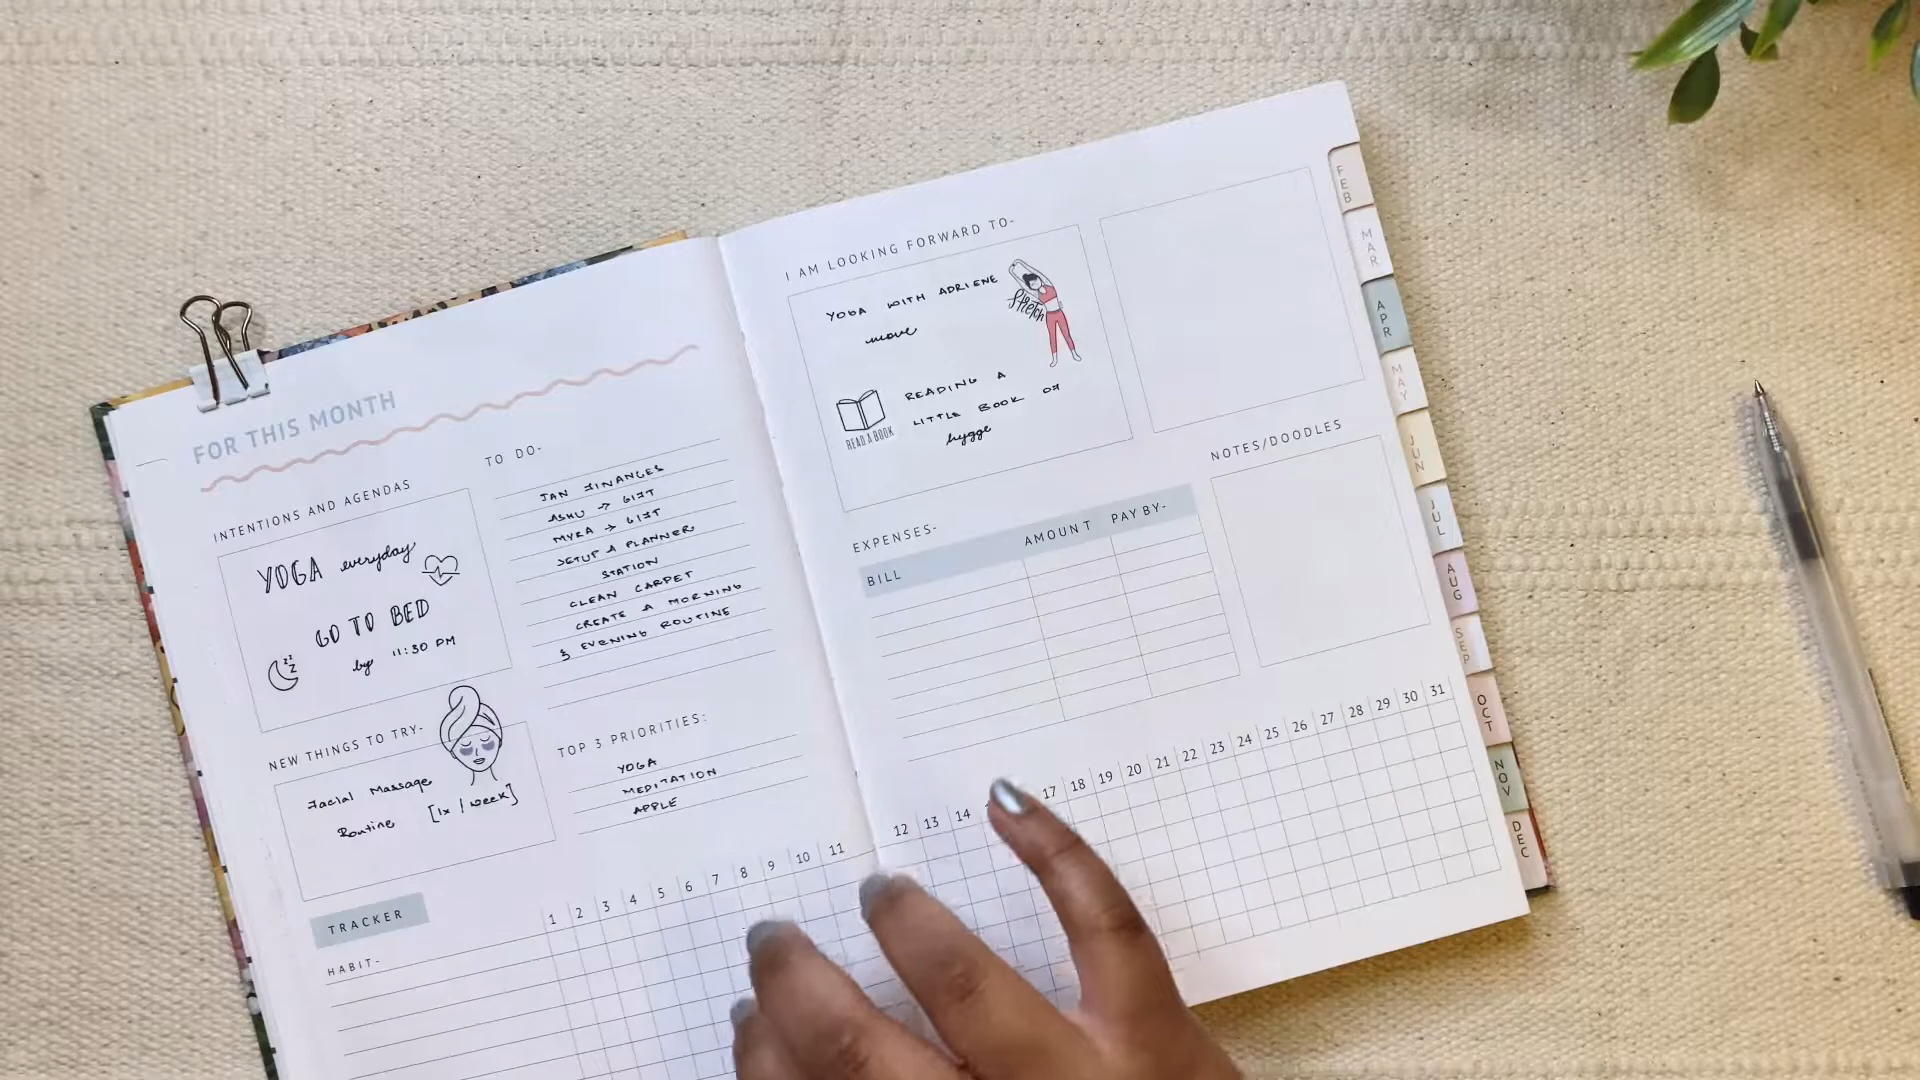 FOR THIS MONTH
INTENTIONS AND AGENDAS
YOGA everyday
GO TO BED
by 11:30 PM
NEW THINGS TO TRY-
Facial Massage
Routine [1x / week]
TO DO-
JAN FINANCES
ASHU → GIFT
MYRA → GIFT
SETUP A PLANNER
STATION
CLEAN CARPET
CREATE A MORNING
& EVENING ROUTINE
TOP 3 PRIORITIES:
YOGA
MEDITATION
APPLE
TRACKER
HABIT-
1 2 3 4 5 6 7 8 9 10 11
I AM LOOKING FORWARD TO-
YOGA WITH ADRIENE
move
Stretch
READING A
LITTLE BOOK OF
hygge
READ A BOOK
EXPENSES-
BILL AMOUNT PAY BY-
NOTES/DOODLES
12 13 14 17 18 19 20 21 22 23 24 25 26 27 28 29 30 31
FEB
MAR
APR
MAY
JUN
JUL
AUG
SEP
OCT
NOV
DEC